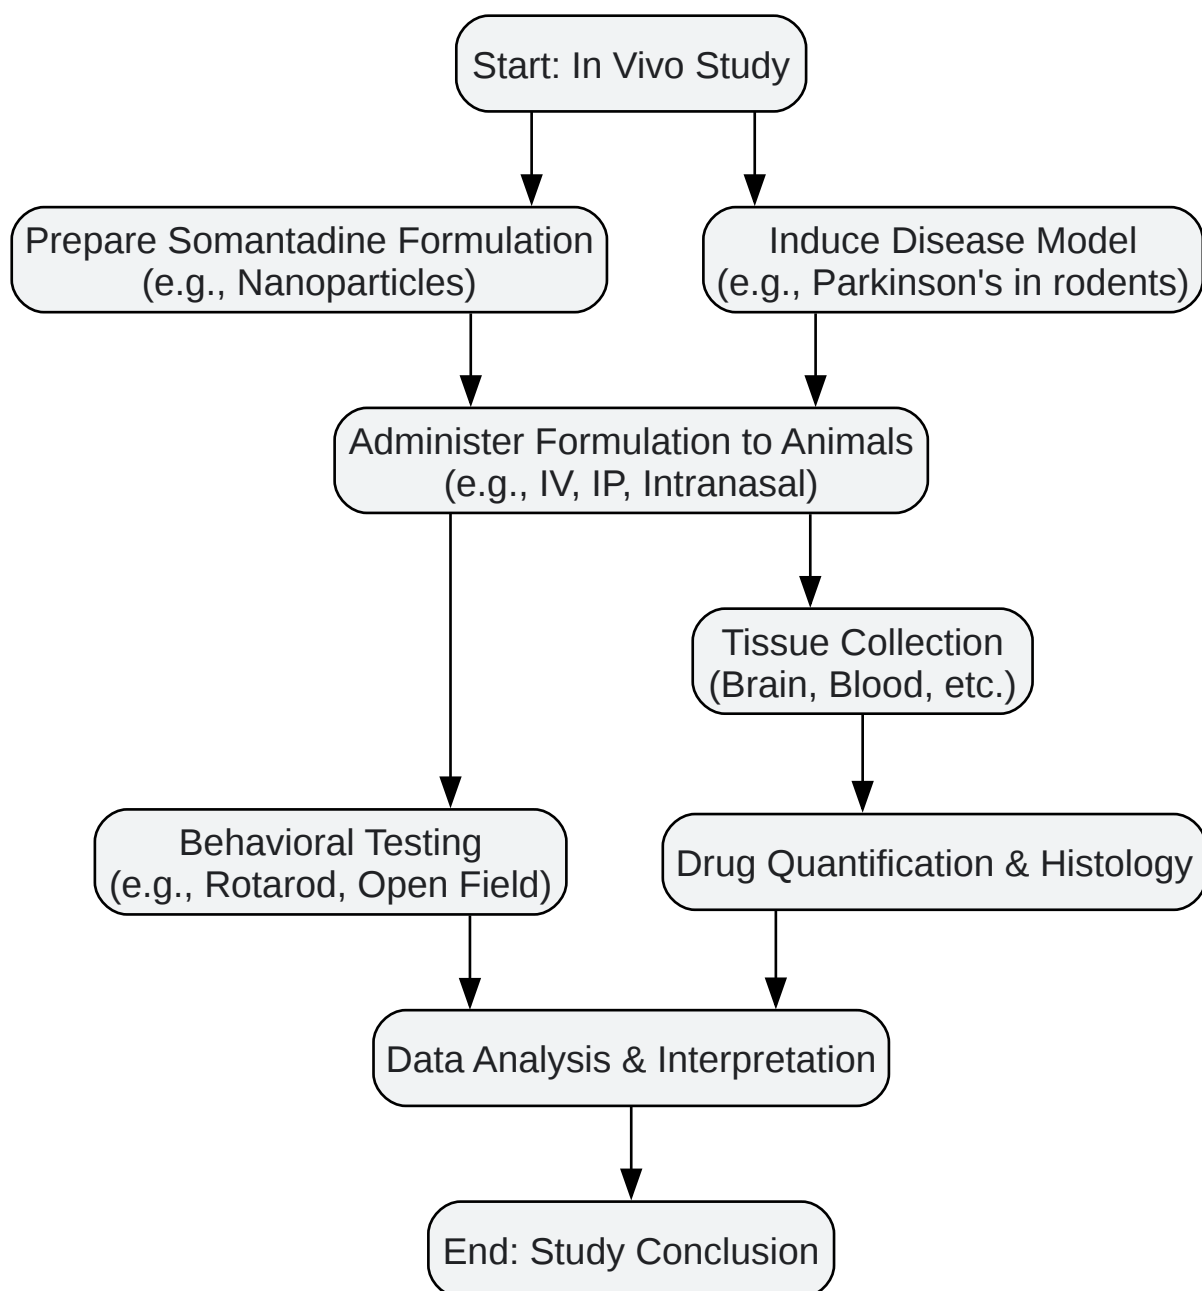 Start: In Vivo Study
Prepare Somantadine Formulation
(e.g., Nanoparticles)
Induce Disease Model
(e.g., Parkinson's in rodents)
Administer Formulation to Animals
(e.g., IV, IP, Intranasal)
Tissue Collection
(Brain, Blood, etc.)
Behavioral Testing
(e.g., Rotarod, Open Field)
Drug Quantification & Histology
Data Analysis & Interpretation
End: Study Conclusion